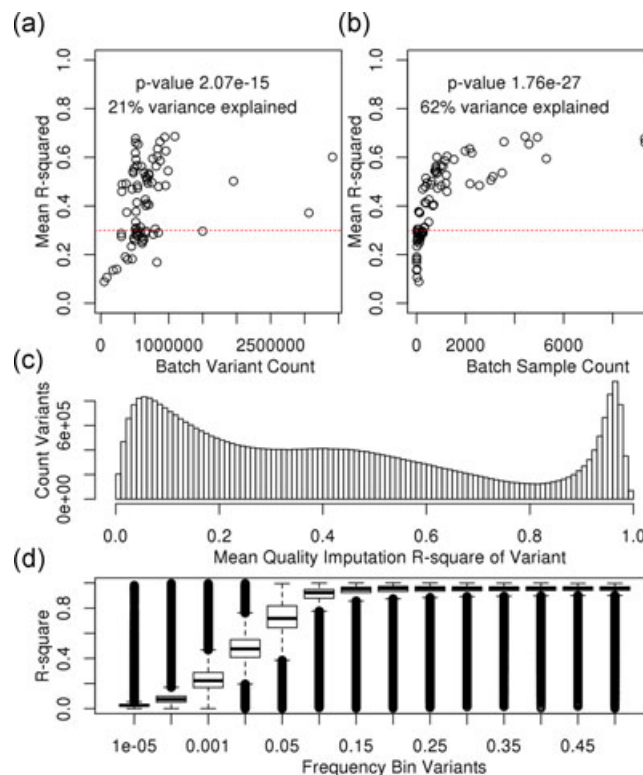 (a)
1.0
0.8
0.6
0.4
0.2
0.0
Mean R-squared
p-value 2.07e-15
21% variance explained
1000000
2500000
Batch Variant Count
(b)
1.0
0.8
0.6
0.4
0.2
0.0
Mean R-squared
p-value 1.76e-27
62% variance explained
0
2000
6000
Batch Sample Count
(c)
6e+05
0e+00
Count Variants
0.0
0.2
0.4
0.6
0.8
1.0
Mean Quality Imputation R-square of Variant
(d)
0.8
0.4
0.0
R-square
1e-05
0.001
0.05
0.15
0.25
0.35
0.45
Frequency Bin Variants